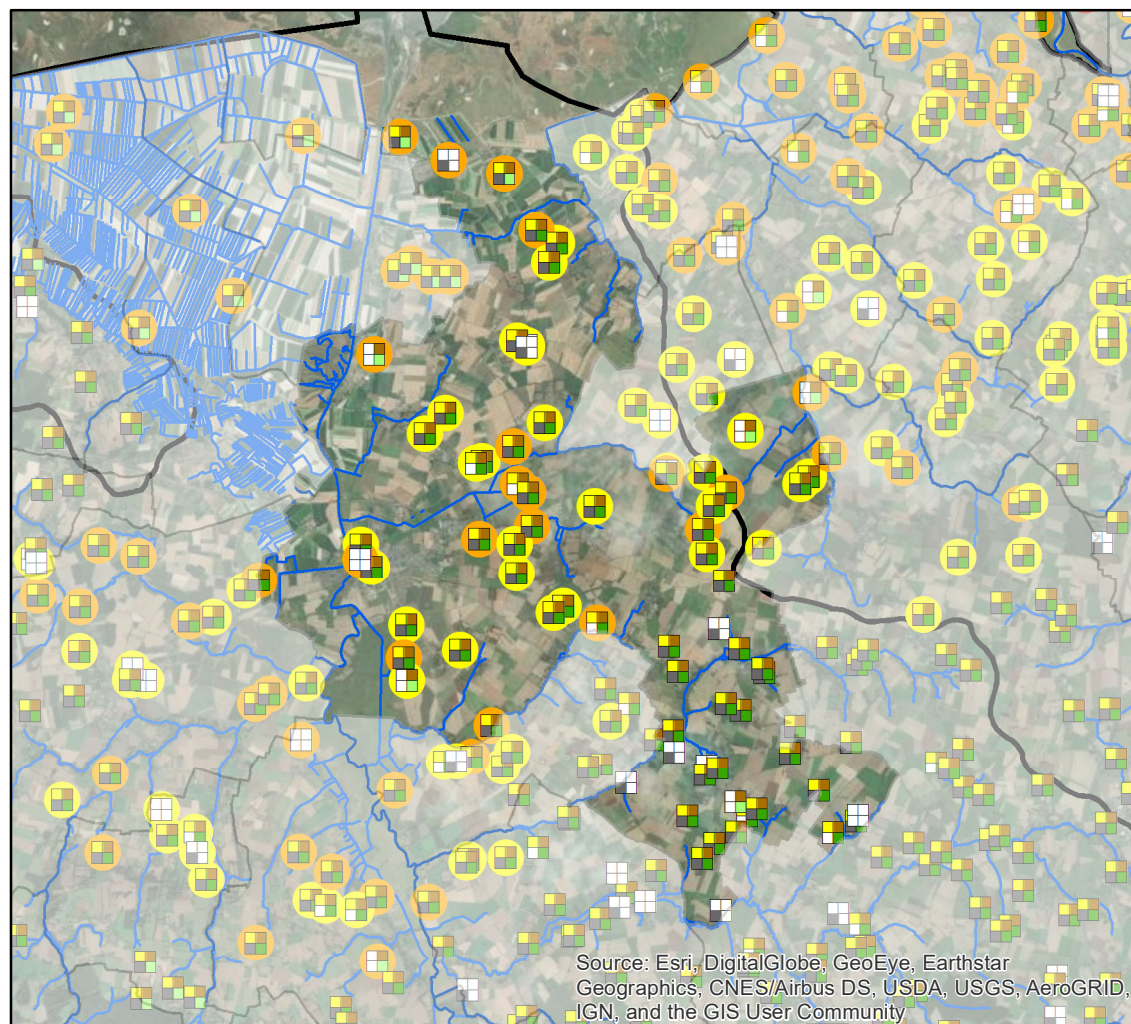 Source: Esri, DigitalGlobe, GeoEye, Earthstar
Geographics, CNES/Airbus DS, USDA, USGS, AeroGRID,
IGN, and the GIS User Community